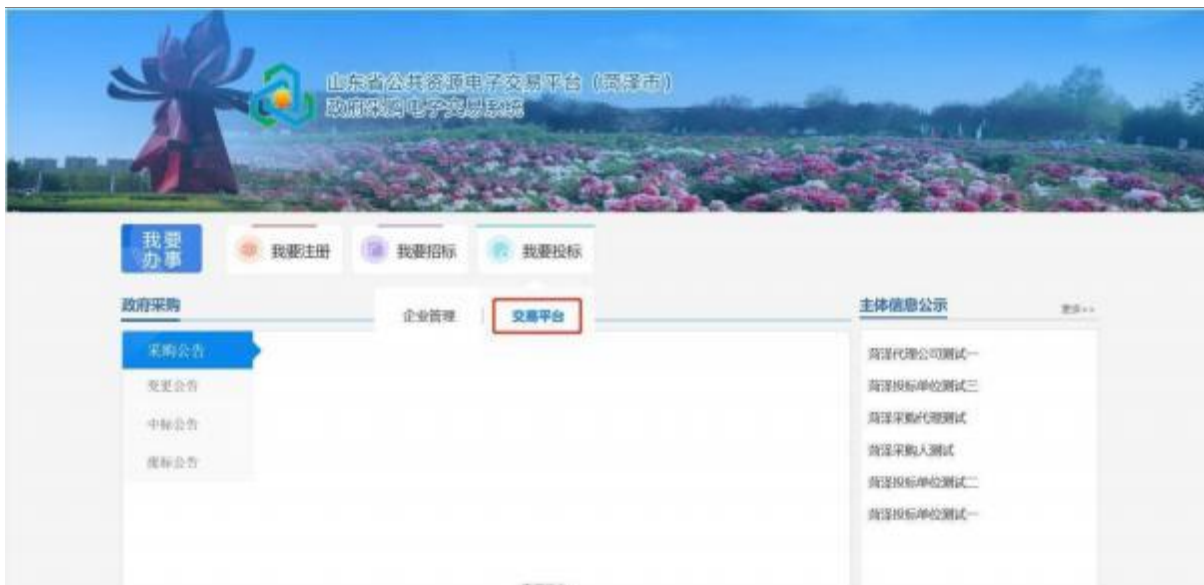 山东省公共资源电子交易平台（菏泽市）
政府采购电子交易系统
我要
办事
我要注册
我要招标
我要投标
政府采购
企业管理
交易平台
主体信息公示
更多>>
采购公告
变更公告
中标公告
废标公告
菏泽代理公司测试一
菏泽投标单位测试三
菏泽采购代理测试
菏泽采购人测试
菏泽投标单位测试二
菏泽投标单位测试一